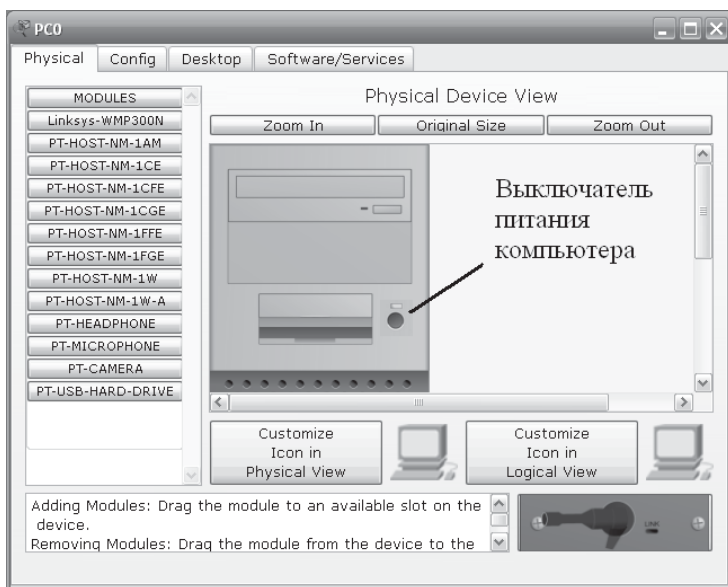 PC0
Physical
Config
Desktop
Software/Services
MODULES
Linksys-WMP300N
PT-HOST-NM-1AM
PT-HOST-NM-1CE
PT-HOST-NM-1CFE
PT-HOST-NM-1CGE
PT-HOST-NM-1FFE
PT-HOST-NM-1FGE
PT-HOST-NM-1W
PT-HOST-NM-1W-A
PT-HEADPHONE
PT-MICROPHONE
PT-CAMERA
PT-USB-HARD-DRIVE
Physical Device View
Zoom In
Original Size
Zoom Out
Выключатель
питания
компьютера
Customize
Icon in
Physical View
Customize
Icon in
Logical View
Adding Modules: Drag the module to an available slot on the
device.
Removing Modules: Drag the module from the device to the
LINK